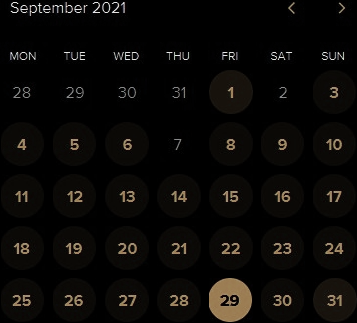 September 2021
MON TUE WED THU FRI SAT SUN
28 29 30 31 1 2 3
4 5 6 7 8 9 10
11 12 13 14 15 16 17
18 19 20 21 22 23 24
25 26 27 28 29 30 31